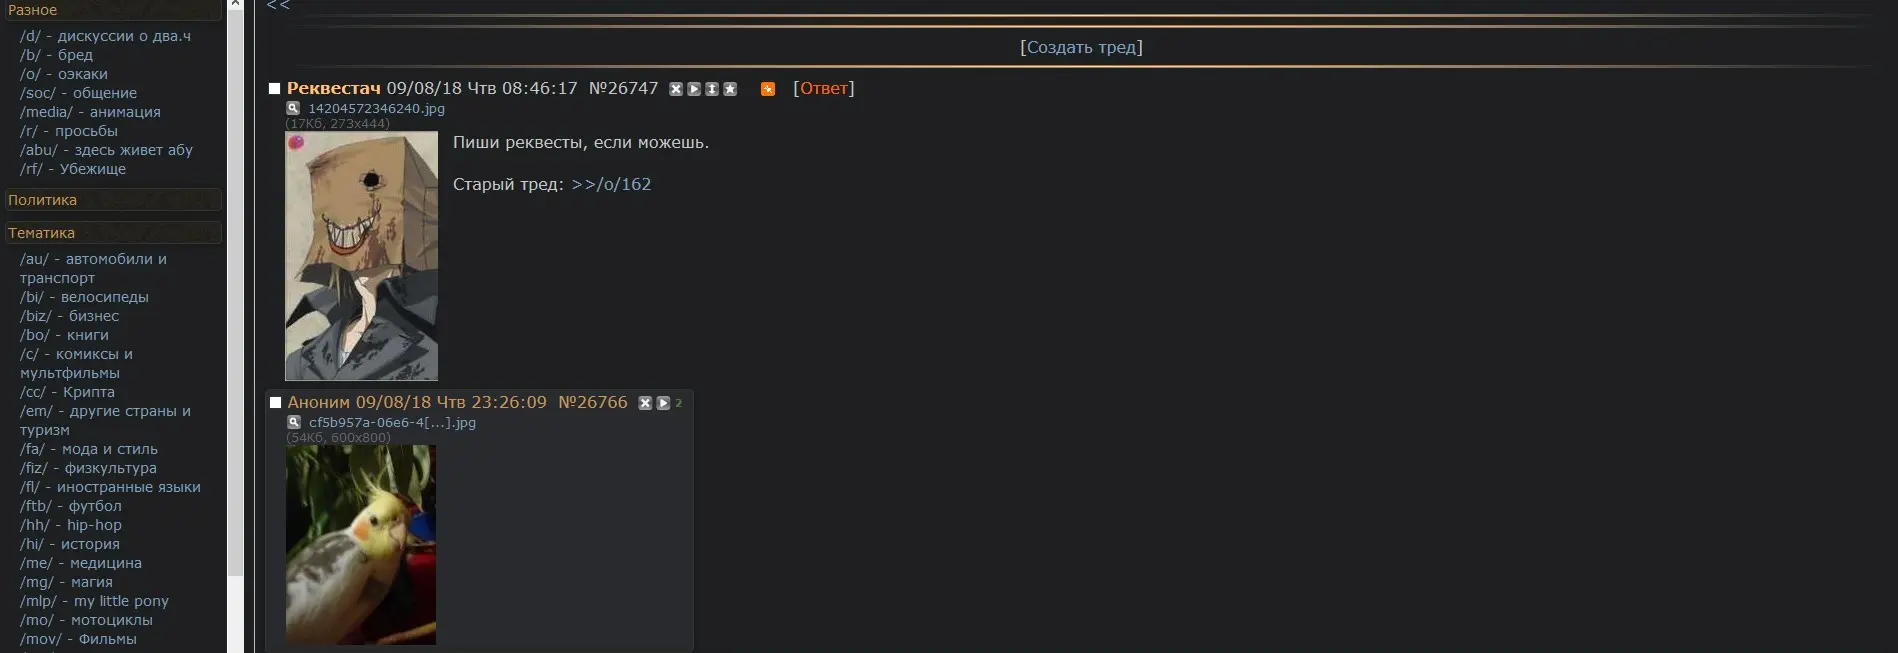 Разное
/d/ - дискуссии о два.ч
/b/ - бред
/o/ - оэкаки
/soc/ - общение
/media/ - анимация
/r/ - просьбы
/abu/ - здесь живет абу
/rf/ - Убежище
Политика
Тематика
/au/ - автомобили и
транспорт
/bi/ - велосипеды
/biz/ - бизнес
/bo/ - книги
/c/ - комиксы и
мультфильмы
/cc/ - Крипта
/em/ - другие страны и
туризм
/fa/ - мода и стиль
/fiz/ - физкультура
/fl/ - иностранные языки
/ftb/ - футбол
/hh/ - hip-hop
/hi/ - история
/me/ - медицина
/mg/ - магия
/mlp/ - my little pony
/mo/ - мотоциклы
/mov/ - Фильмы
<<
[Создать тред]
Реквестач 09/08/18 Чтв 08:46:17 №26747 [Ответ]
14204572346240.jpg
(17Кб, 273x444)
Пиши реквесты, если можешь.
Старый тред: >>/o/162
Аноним 09/08/18 Чтв 23:26:09 №26766 2
cf5b957a-06e6-4[...].jpg
(54Кб, 600x800)